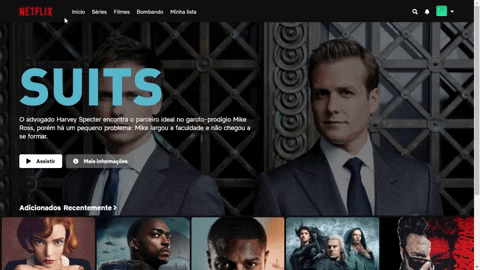 NETFLIX
Início Séries Filmes Bombando Minha lista
SUITS
O advogado Harvey Specter encontra o parceiro ideal no garoto-prodígio Mike
Ross, porém há um pequeno problema: Mike largou a faculdade e não chegou a
se formar.
Assistir Mais informações
Adicionados Recentemente >